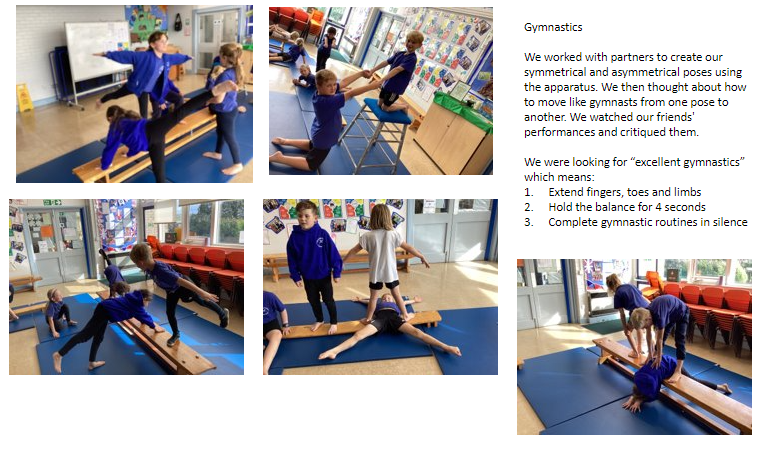 Gymnastics
We worked with partners to create our
symmetrical and asymmetrical poses using
the apparatus. We then thought about how
to move like gymnasts from one pose to
another. We watched our friends'
performances and critiqued them.
We were looking for “excellent gymnastics”
which means:
1. Extend fingers, toes and limbs
2. Hold the balance for 4 seconds
3. Complete gymnastic routines in silence